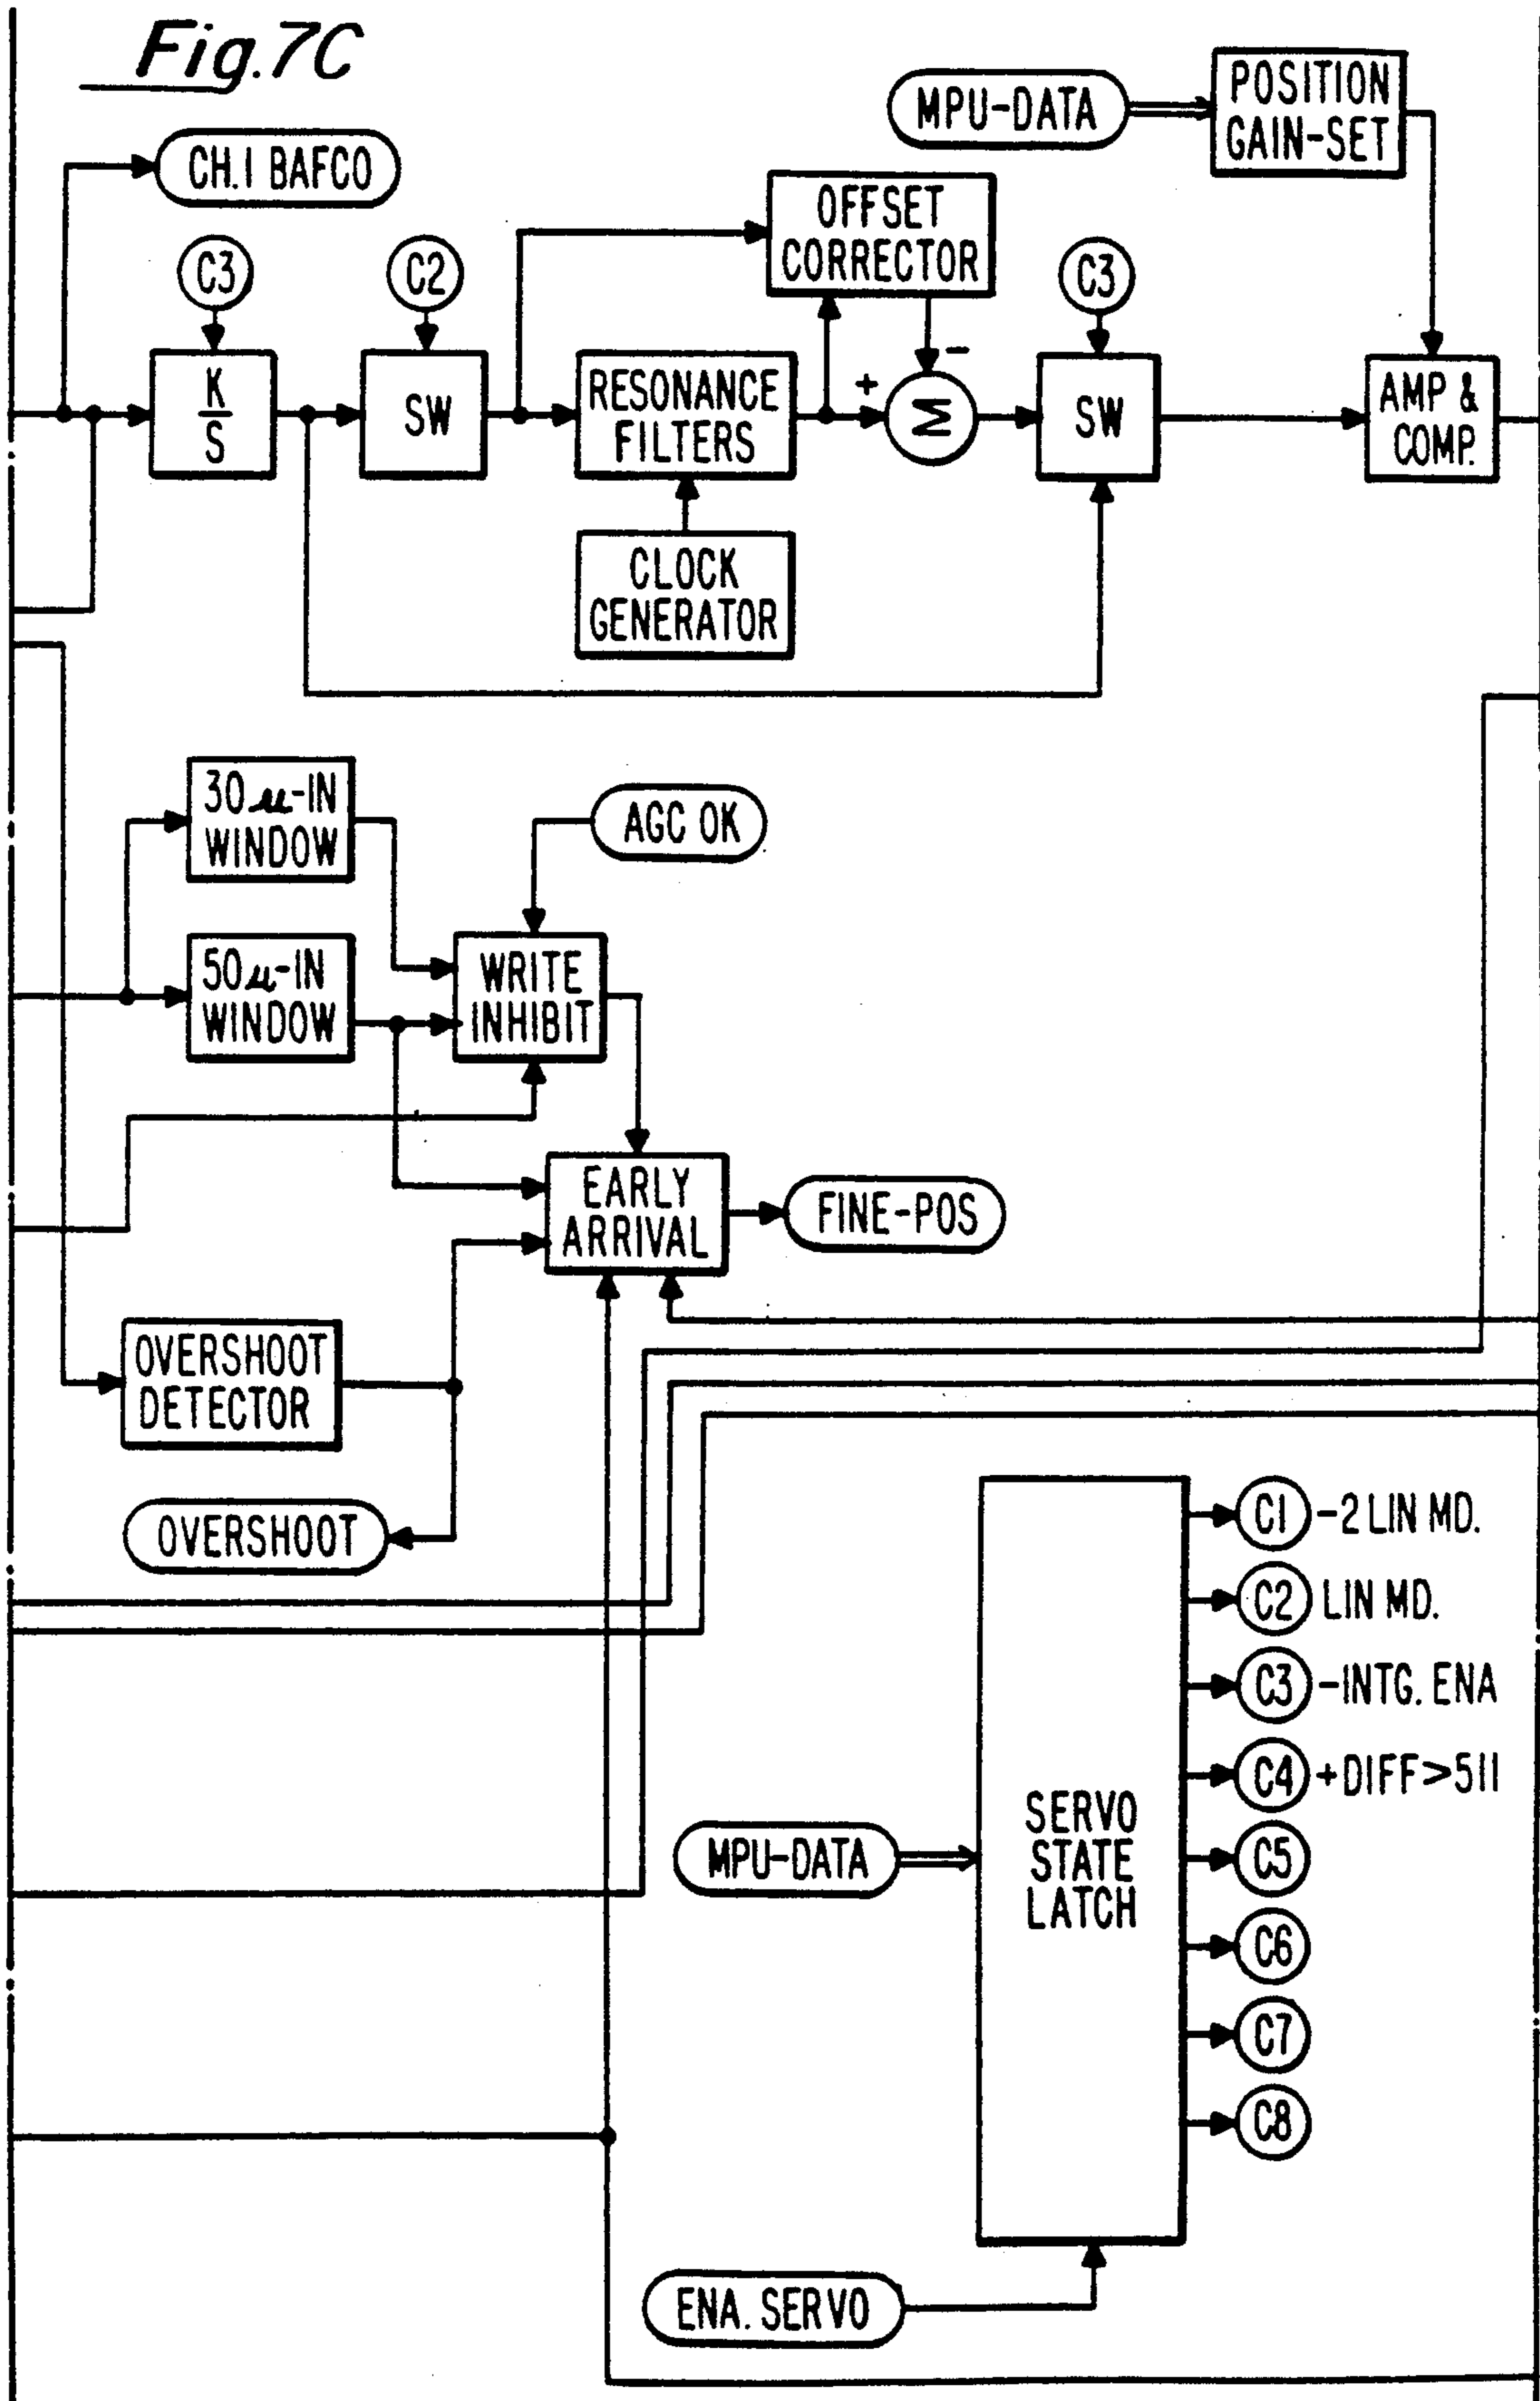 Fig. 7C
MPU-DATA
POSITION
GAIN-SET
CH.1 BAFCO
OFFSET
CORRECTOR
C3
C2
C3
K
S
SW
RESONANCE
FILTERS
+
-
Σ
SW
AMP &
COMP.
CLOCK
GENERATOR
30μ-IN
WINDOW
AGC OK
50μ-IN
WINDOW
WRITE
INHIBIT
EARLY
ARRIVAL
FINE-POS
OVERSHOOT
DETECTOR
OVERSHOOT
C1 -2 LIN MD.
C2 LIN MD.
C3 -INTG. ENA
C4 +DIFF>511
SERVO
STATE
LATCH
MPU-DATA
C5
C6
C7
C8
ENA. SERVO